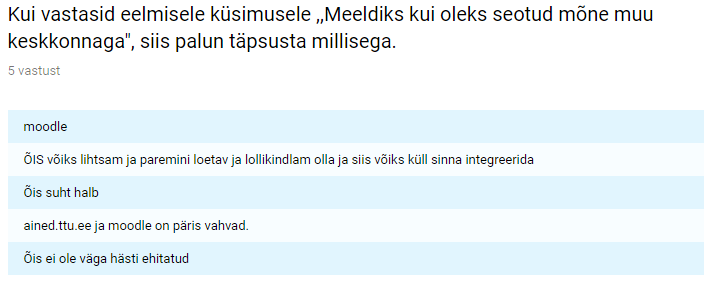 Kui vastasid eelmisele küsimusele ,,Meeldiks kui oleks seotud mõne muu
keskkonnaga", siis palun täpsusta millisega.
5 vastust
moodle
ÕIS võiks lihtsam ja paremini loetav ja lollikindlam olla ja siis võiks küll sinna integreerida
Õis suht halb
ained.ttu.ee ja moodle on päris vahvad.
Õis ei ole väga hästi ehitatud